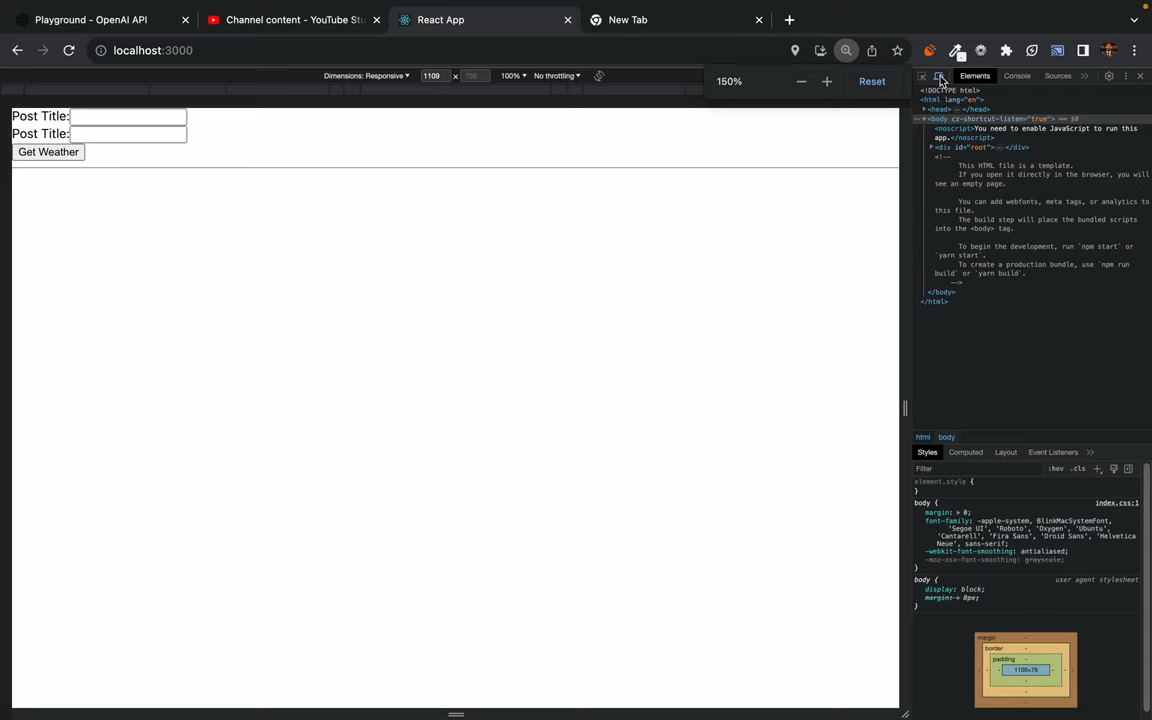 Playground - OpenAI API
Channel content - YouTube Stu
React App
New Tab
localhost:3000
Dimensions: Responsive
1109
750
100%
No throttling
150%
Reset
Elements
Console
Sources
Post Title:
Post Title:
Get Weather
<!DOCTYPE html>
<html lang="en">
<head> … </head>
<body cz-shortcut-listen="true"> == $0
<noscript>You need to enable JavaScript to run this
app.</noscript>
<div id="root"> … </div>
<!--
This HTML file is a template.
If you open it directly in the browser, you will
see an empty page.
You can add webfonts, meta tags, or analytics to
this file.
The build step will place the bundled scripts
into the <body> tag.
To begin the development, run `npm start` or
`yarn start`.
To create a production bundle, use `npm run
build` or `yarn build`.
-->
</body>
</html>
html
body
Styles
Computed
Layout
Event Listeners
Filter
:hov
.cls
element.style {
}
body {
index.css:1
margin: 0;
font-family: -apple-system, BlinkMacSystemFont,
'Segoe UI', 'Roboto', 'Oxygen', 'Ubuntu',
'Cantarell', 'Fira Sans', 'Droid Sans', 'Helvetica
Neue', sans-serif;
-webkit-font-smoothing: antialiased;
-moz-osx-font-smoothing: grayscale;
}
body {
user agent stylesheet
display: block;
margin: 8px;
}
margin
-
border
-
padding
-
1109×76